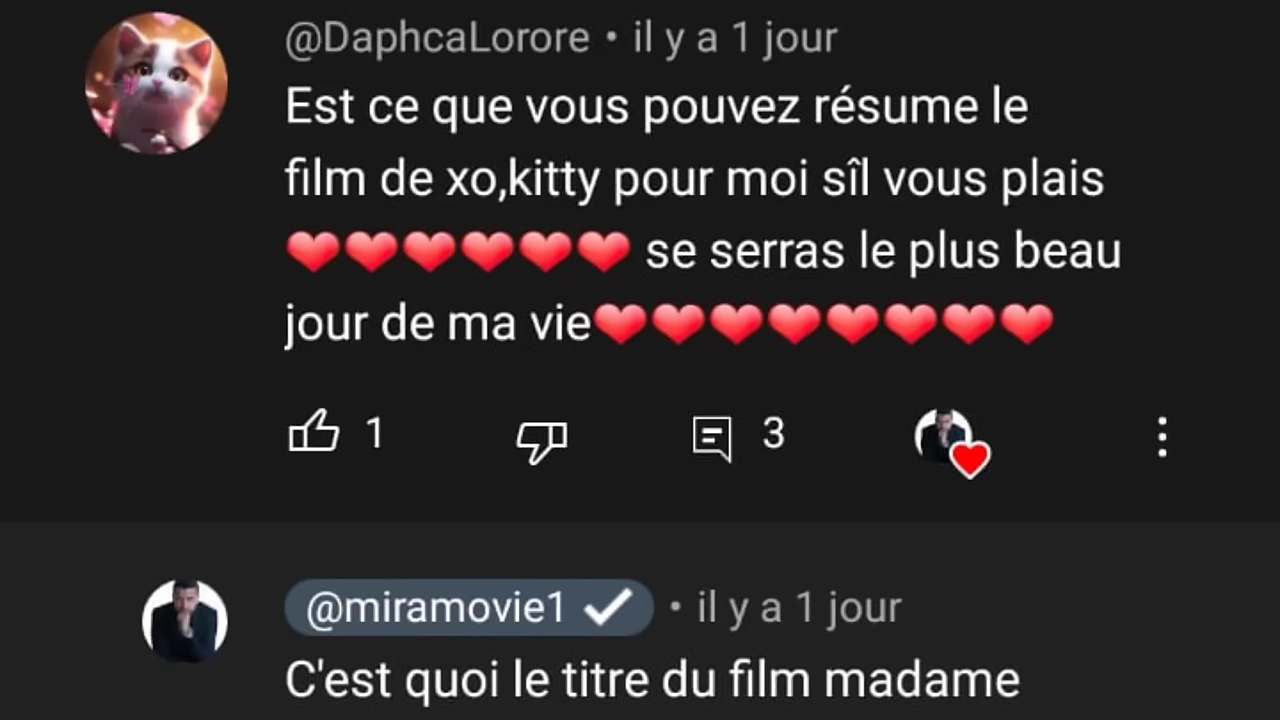 @DaphcaLorore • il y a 1 jour
Est ce que vous pouvez résume le
film de xo,kitty pour moi sîl vous plais
❤️❤️❤️❤️❤️❤️ se serras le plus beau
jour de ma vie❤️❤️❤️❤️❤️❤️❤️❤️
1 3
@miramovie1 • il y a 1 jour
C'est quoi le titre du film madame